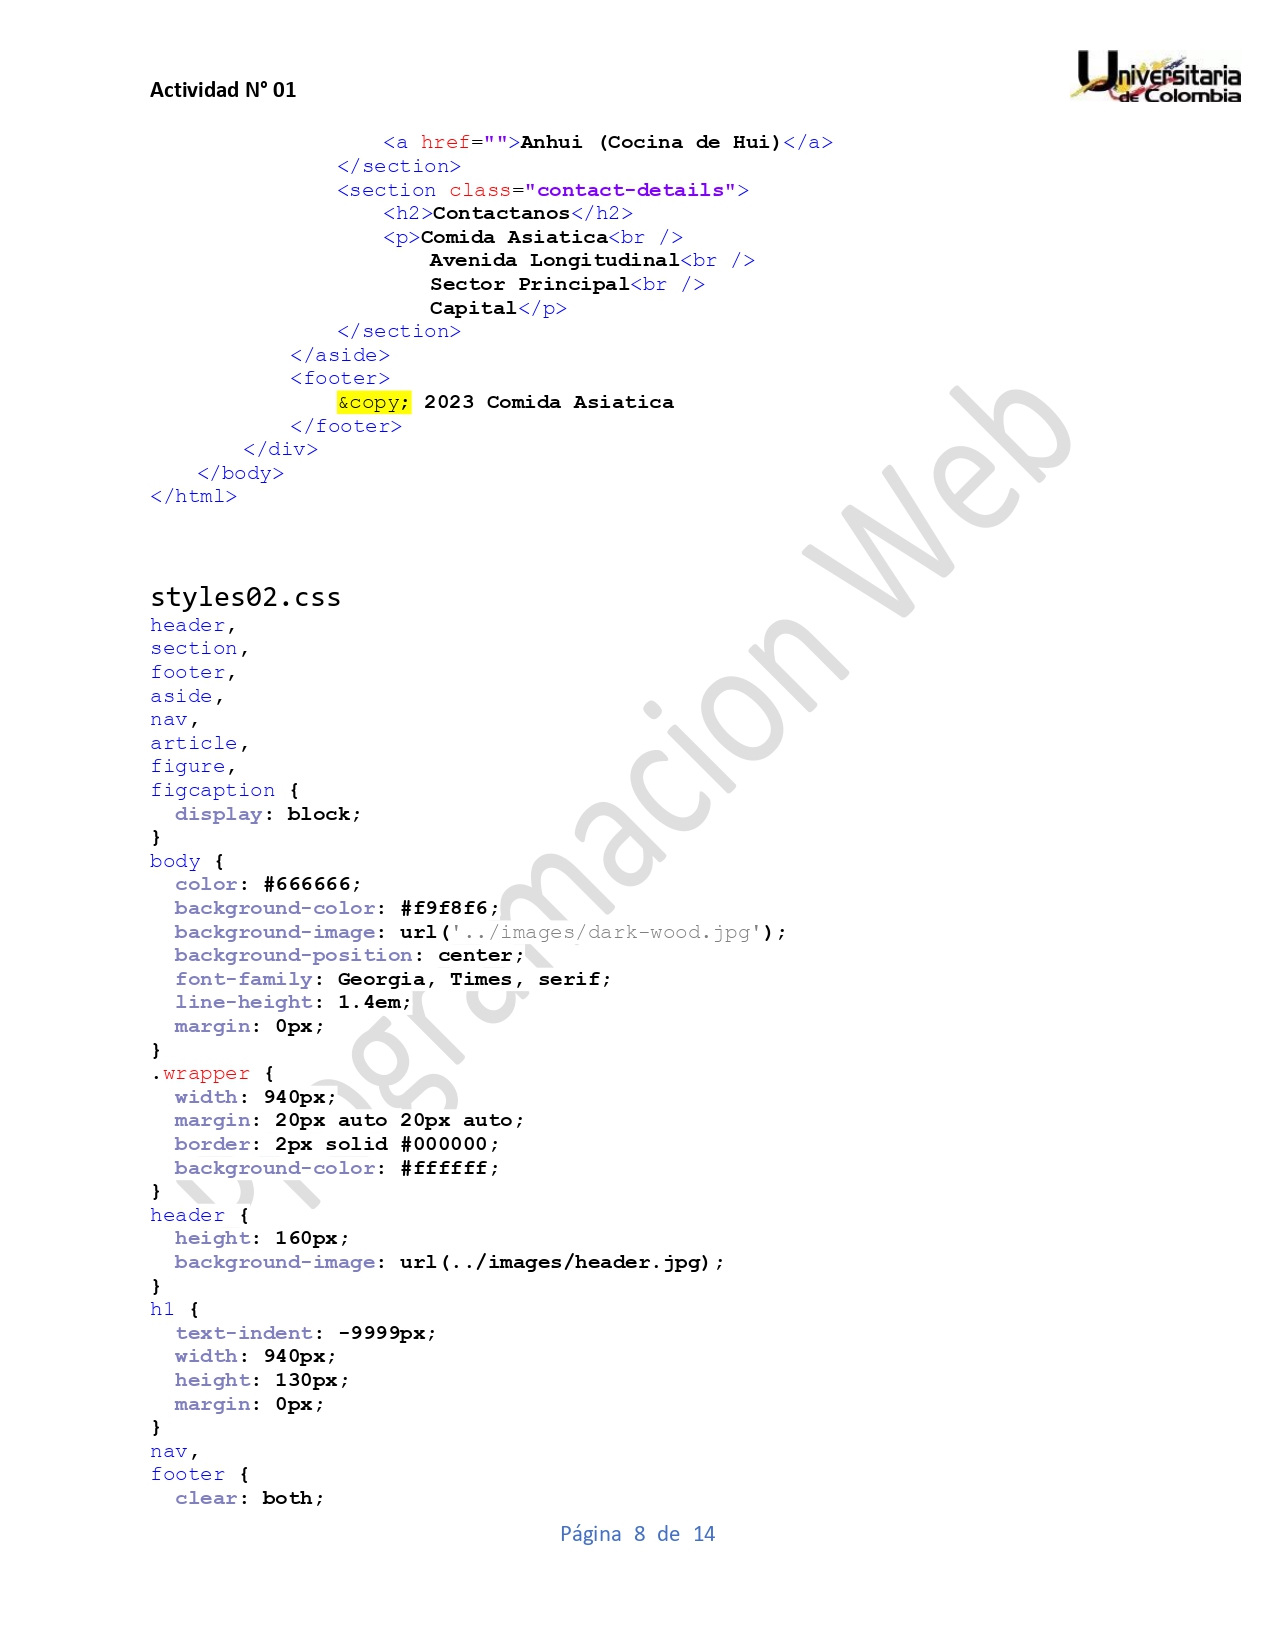 Actividad N° 01
Universitaria
de Colombia
                <a href="">Anhui (Cocina de Hui)</a>
            </section>
            <section class="contact-details">
                <h2>Contactanos</h2>
                <p>Comida Asiatica<br />
                    Avenida Longitudinal<br />
                    Sector Principal<br />
                    Capital</p>
            </section>
        </aside>
        <footer>
            &copy; 2023 Comida Asiatica
        </footer>
    </div>
  </body>
</html>
styles02.css
header,
section,
footer,
aside,
nav,
article,
figure,
figcaption {
  display: block;
}
body {
  color: #666666;
  background-color: #f9f8f6;
  background-image: url('../images/dark-wood.jpg');
  background-position: center;
  font-family: Georgia, Times, serif;
  line-height: 1.4em;
  margin: 0px;
}
.wrapper {
  width: 940px;
  margin: 20px auto 20px auto;
  border: 2px solid #000000;
  background-color: #ffffff;
}
header {
  height: 160px;
  background-image: url(../images/header.jpg);
}
h1 {
  text-indent: -9999px;
  width: 940px;
  height: 130px;
  margin: 0px;
}
nav,
footer {
  clear: both;
Programacion Web
Página 8 de 14